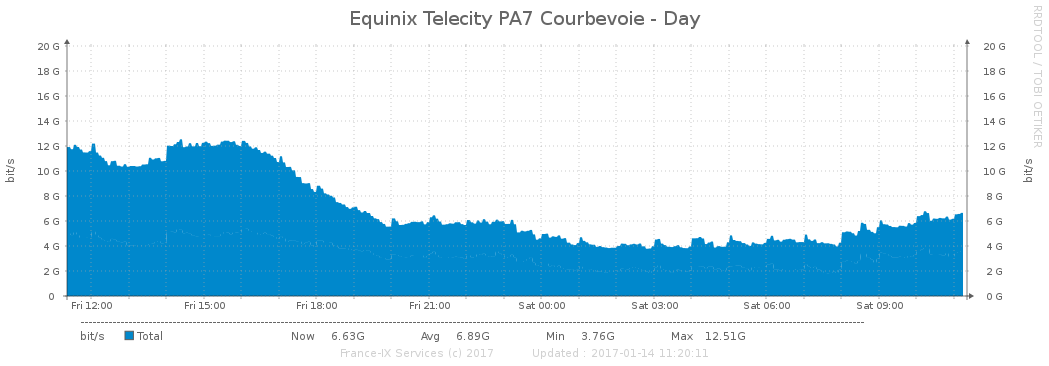 Equinix Telecity PA7 Courbevoie - Day
RRDTOOL / TOBI OETIKER
bit/s
20 G 20 G
18 G 18 G
16 G 16 G
14 G 14 G
12 G 12 G
10 G 10 G
8 G 8 G
6 G 6 G
4 G 4 G
2 G 2 G
0 0 G
bit/s
Fri 12:00 Fri 15:00 Fri 18:00 Fri 21:00 Sat 00:00 Sat 03:00 Sat 06:00 Sat 09:00
bit/s Total Now 6.63G Avg 6.89G Min 3.76G Max 12.51G
France-IX Services (c) 2017 Updated : 2017-01-14 11:20:11